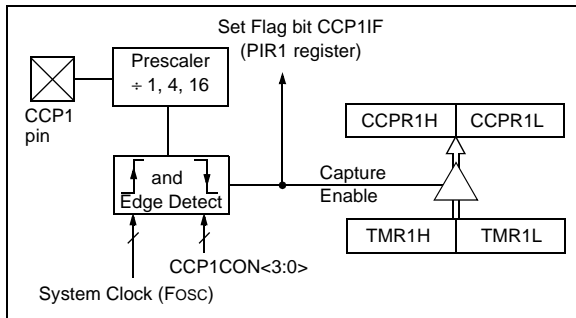 Set Flag bit CCP1IF
(PIR1 register)
Prescaler
÷ 1, 4, 16
CCP1
pin
CCPR1H
CCPR1L
and
Edge Detect
Capture
Enable
TMR1H
TMR1L
CCP1CON<3:0>
System Clock (FOSC)